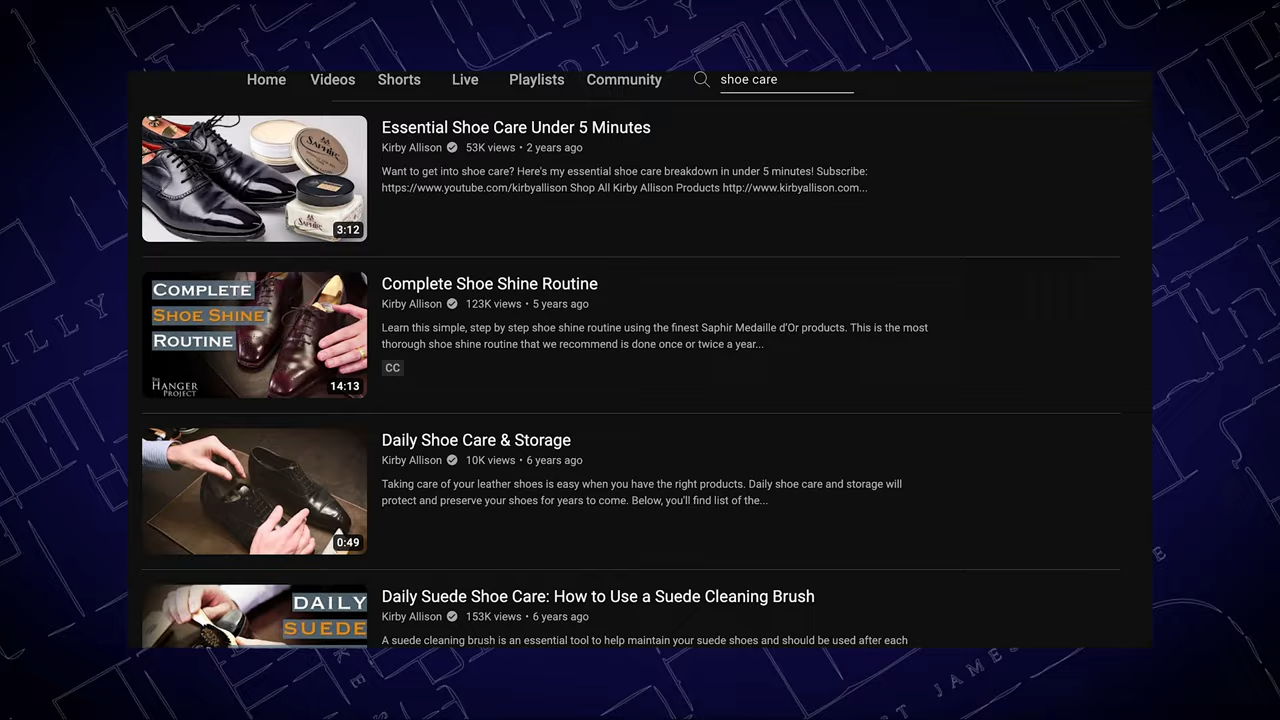 Home Videos Shorts Live Playlists Community shoe care
Essential Shoe Care Under 5 Minutes
Kirby Allison 53K views • 2 years ago
Want to get into shoe care? Here's my essential shoe care breakdown in under 5 minutes! Subscribe:
https://www.youtube.com/kirbyallison Shop All Kirby Allison Products http://www.kirbyallison.com...
SAPHIR
SAPHIR
3:12
Complete Shoe Shine Routine
Kirby Allison 123K views • 5 years ago
Learn this simple, step by step shoe shine routine using the finest Saphir Medaille d'Or products. This is the most
thorough shoe shine routine that we recommend is done once or twice a year...
CC
COMPLETE
SHOE SHINE
ROUTINE
THE
HANGER
PROJECT
14:13
Daily Shoe Care & Storage
Kirby Allison 10K views • 6 years ago
Taking care of your leather shoes is easy when you have the right products. Daily shoe care and storage will
protect and preserve your shoes for years to come. Below, you'll find list of the...
0:49
Daily Suede Shoe Care: How to Use a Suede Cleaning Brush
Kirby Allison 153K views • 6 years ago
A suede cleaning brush is an essential tool to help maintain your suede shoes and should be used after each
DAILY
SUEDE